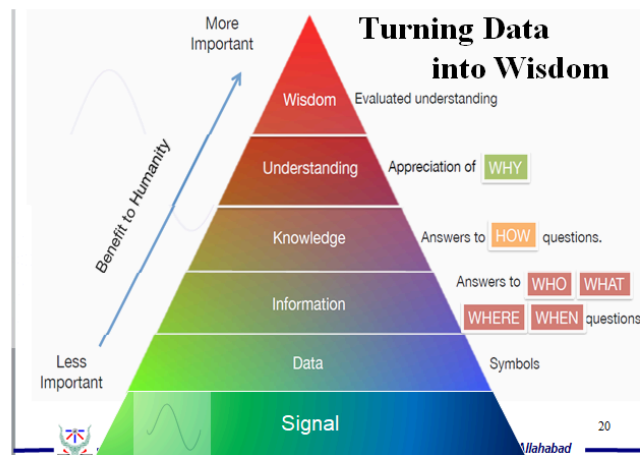 Turning Data
into Wisdom
More
Important
Benefit to Humanity
Less
Important
Wisdom
Evaluated understanding
Understanding
Appreciation of WHY
Knowledge
Answers to HOW questions.
Information
Answers to WHO WHAT
WHERE WHEN questions
Data
Symbols
Signal
20
Allahabad